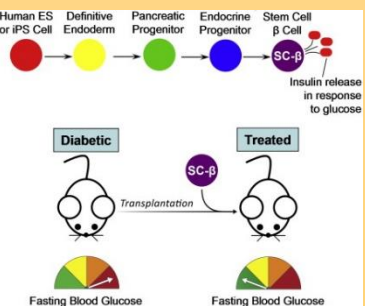 Human ES
or iPS Cell
Definitive
Endoderm
Pancreatic
Progenitor
Endocrine
Progenitor
Stem Cell
β Cell
SC-β
Insulin release
in response
to glucose
Diabetic
Treated
SC-β
Transplantation
Fasting Blood Glucose
Fasting Blood Glucose